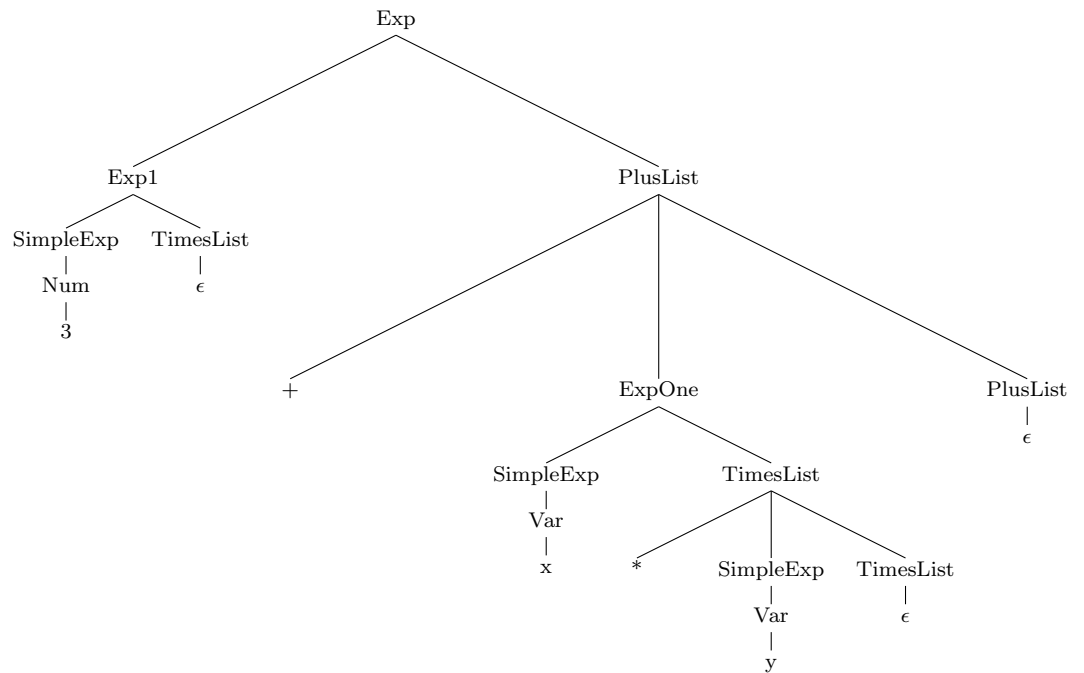 Exp
Exp1 PlusList
SimpleExp TimesList
Num ϵ
3
+ ExpOne PlusList
ϵ
SimpleExp TimesList
Var
x * SimpleExp TimesList
Var ϵ
y